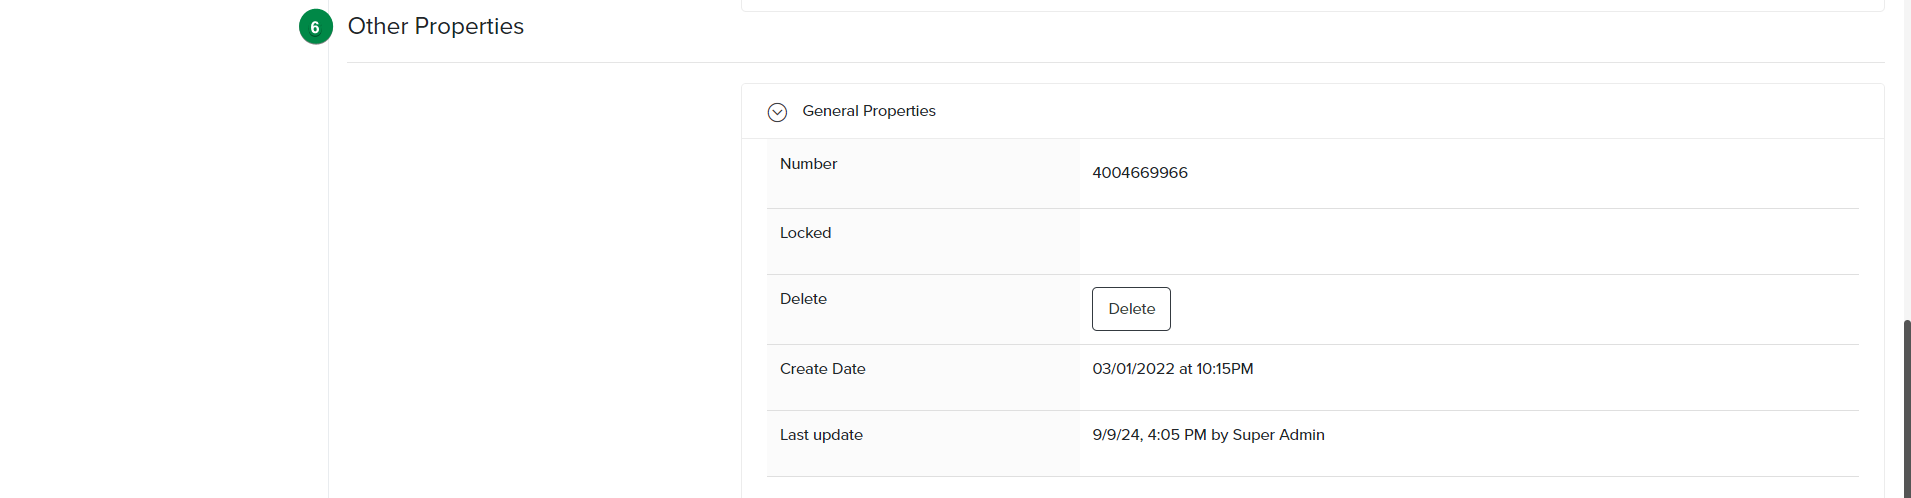 6 Other Properties
General Properties
Number
4004669966
Locked
Delete
Delete
Create Date
03/01/2022 at 10:15PM
Last update
9/9/24, 4:05 PM by Super Admin